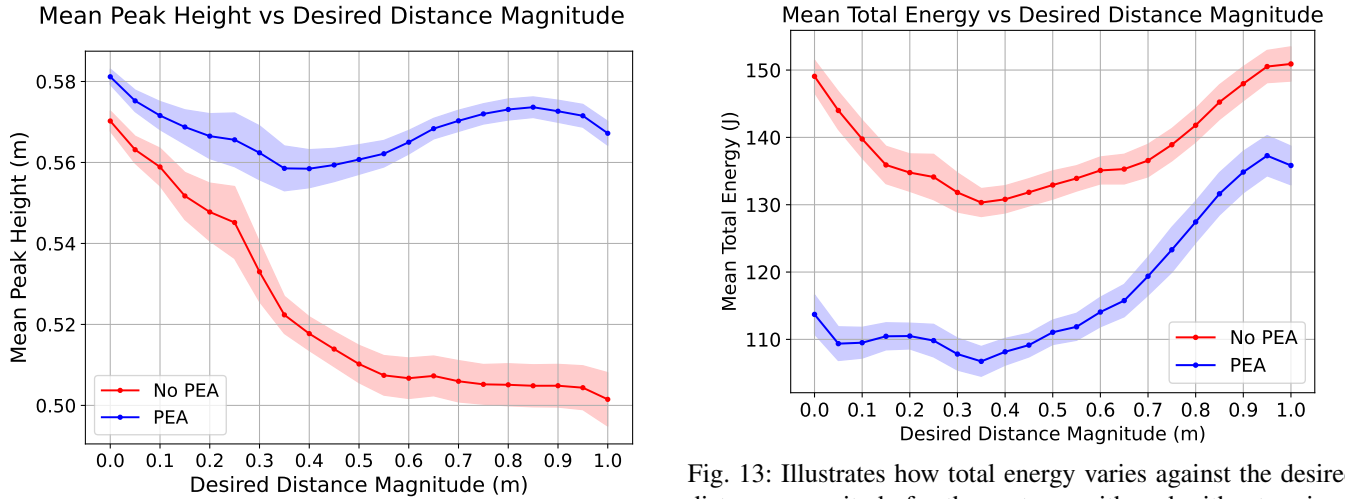 Mean Peak Height vs Desired Distance Magnitude
0.58
0.56
0.54
0.52
0.50
Mean Peak Height (m)
No PEA
PEA
0.0 0.1 0.2 0.3 0.4 0.5 0.6 0.7 0.8 0.9 1.0
Desired Distance Magnitude (m)
Mean Total Energy vs Desired Distance Magnitude
150
140
130
120
110
Mean Total Energy (J)
No PEA
PEA
0.0 0.1 0.2 0.3 0.4 0.5 0.6 0.7 0.8 0.9 1.0
Desired Distance Magnitude (m)
Fig. 13: Illustrates how total energy varies against the desired